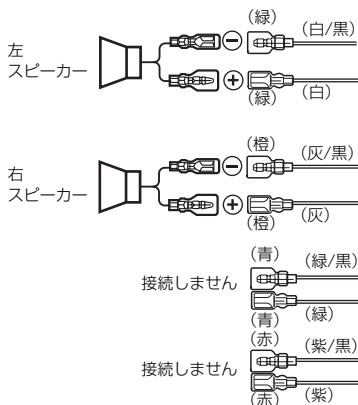 (緑)
(白/黒)
左
スピーカー
⊖
⊕
(緑)
(白)
(橙)
(灰/黒)
右
スピーカー
⊖
⊕
(橙)
(灰)
(青)
(緑/黒)
接続しません
(青)
(緑)
(赤)
(紫/黒)
接続しません
(赤)
(紫)